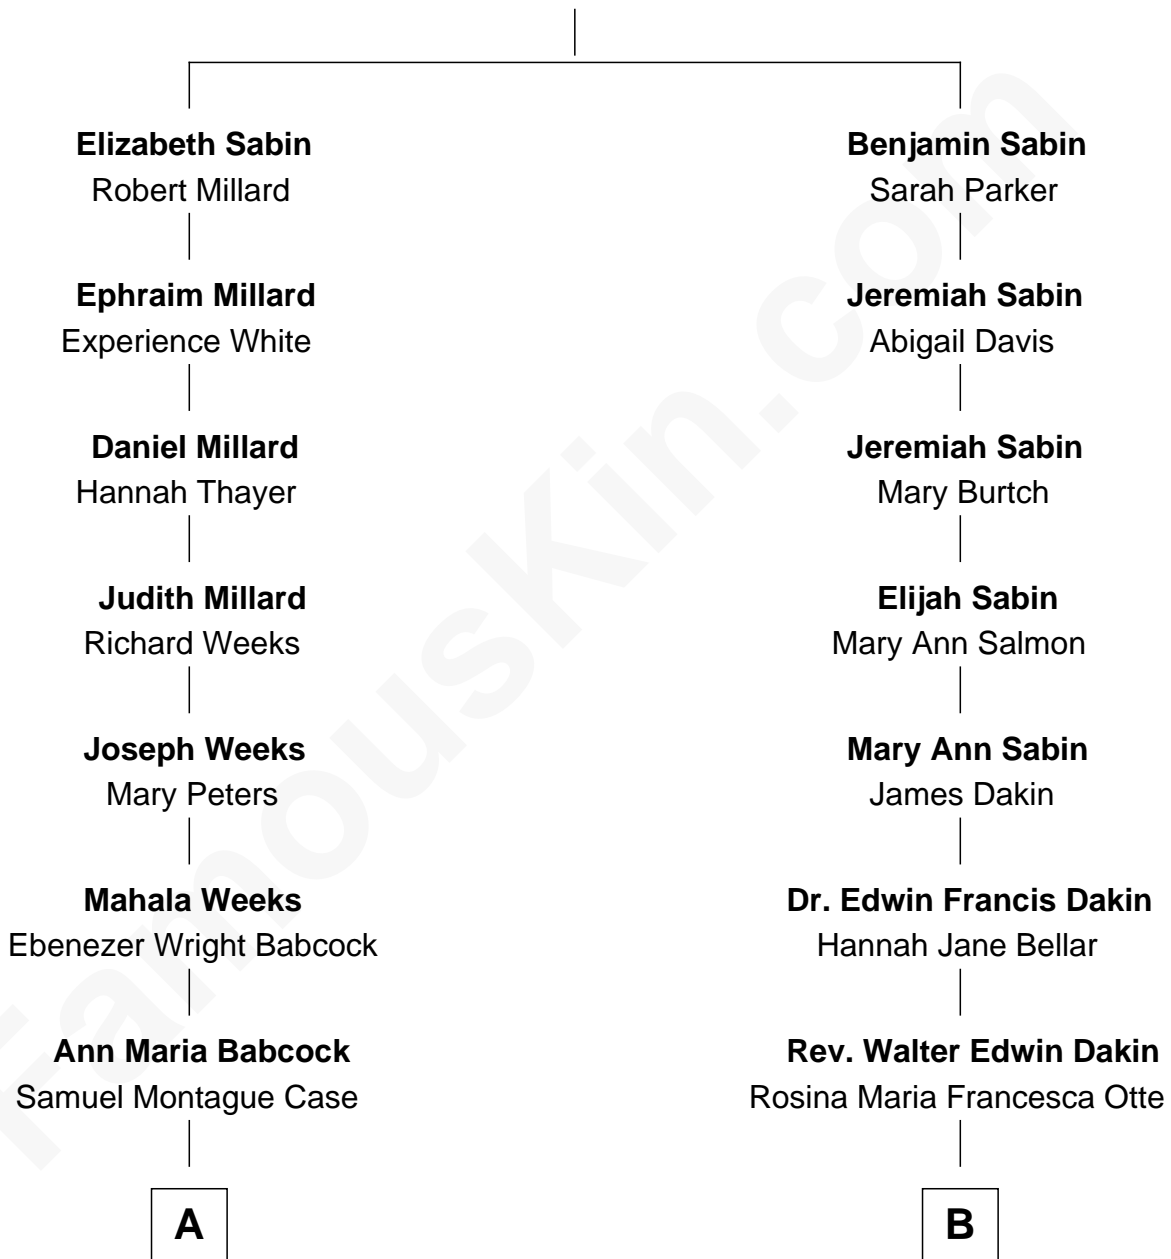 Elizabeth Sabin
Robert Millard
Ephraim Millard
Experience White
Daniel Millard
Hannah Thayer
Judith Millard
Richard Weeks
Joseph Weeks
Mary Peters
Mahala Weeks
Ebenezer Wright Babcock
Ann Maria Babcock
Samuel Montague Case
A
Benjamin Sabin
Sarah Parker
Jeremiah Sabin
Abigail Davis
Jeremiah Sabin
Mary Burtch
Elijah Sabin
Mary Ann Salmon
Mary Ann Sabin
James Dakin
Dr. Edwin Francis Dakin
Hannah Jane Bellar
Rev. Walter Edwin Dakin
Rosina Maria Francesca Otte
B
FamousKin.com